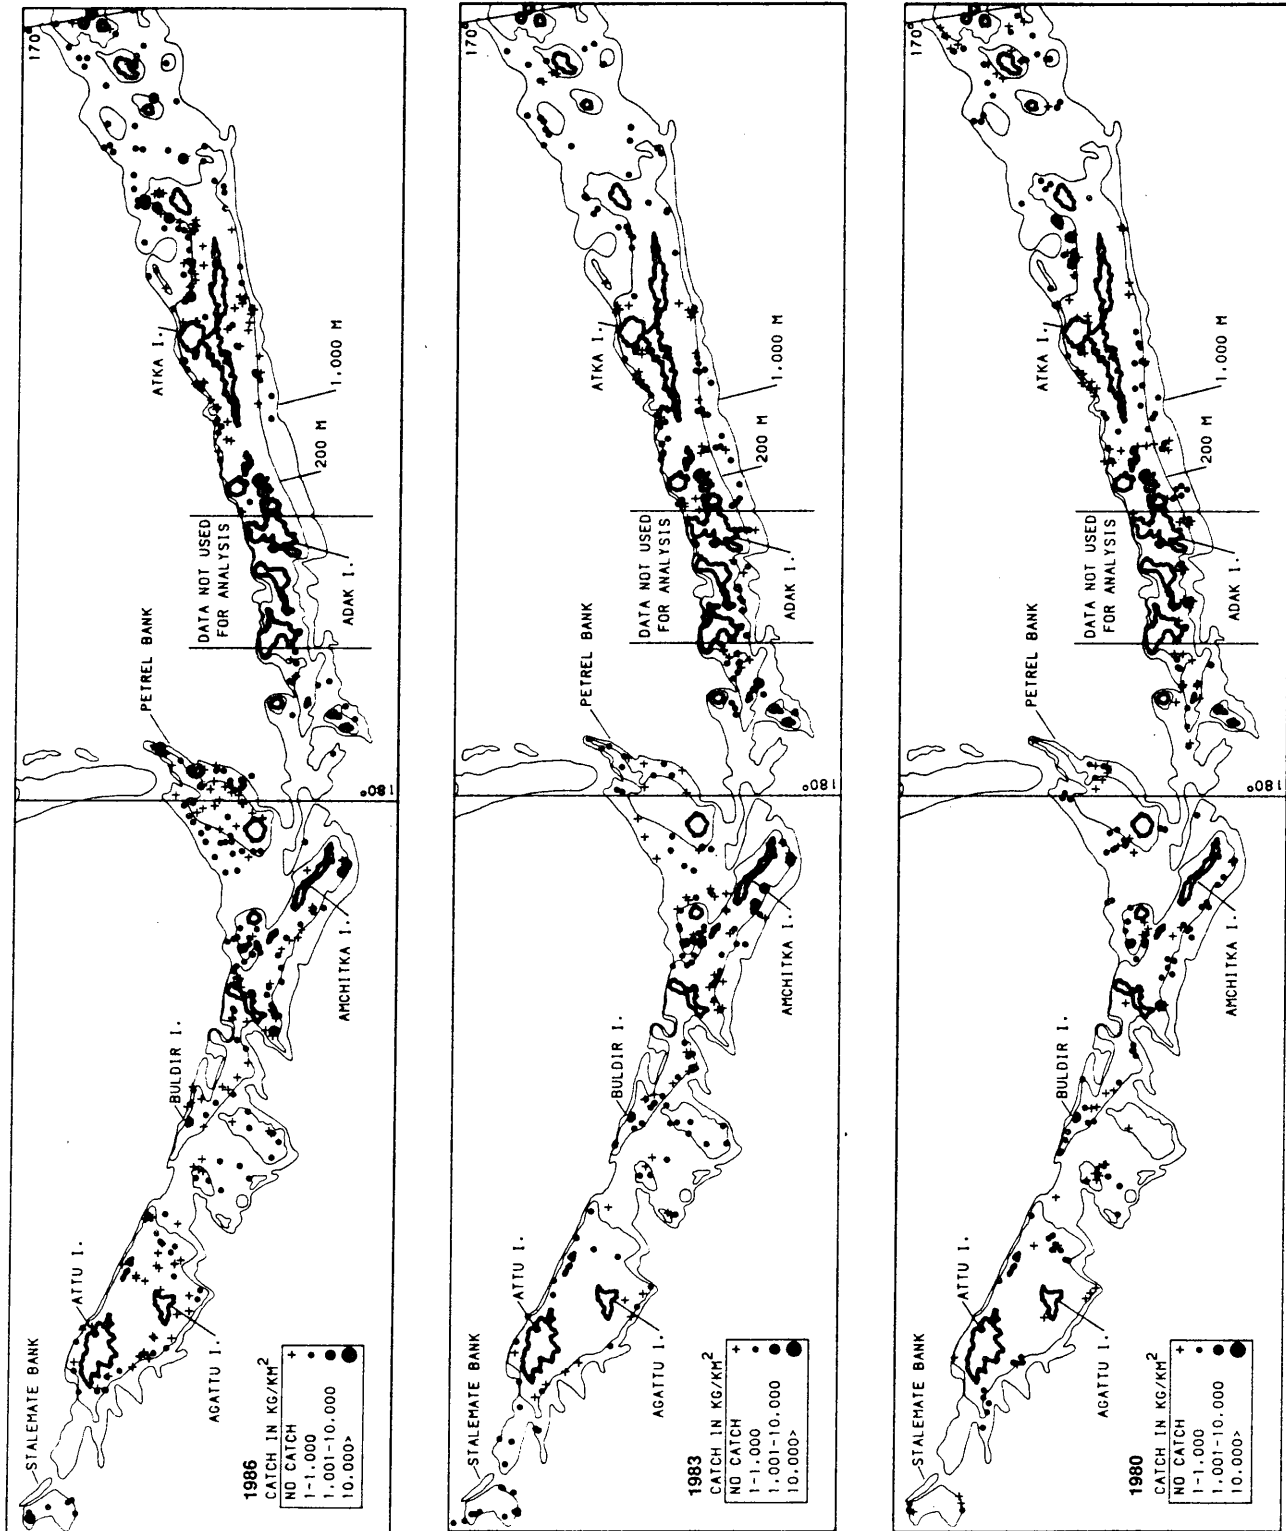 170°
ATKA I.
1.000 M
200 M
DATA NOT USED
FOR ANALYSIS
ADAK I.
PETREL BANK
180°
AMCHITKA I.
BULDIR I.
ATTU I.
AGATTU I.
STALEMATE BANK
1986
CATCH IN KG/KM²
NO CATCH +
1-1.000
1.001-10.000
10.000>
170°
ATKA I.
1.000 M
200 M
DATA NOT USED
FOR ANALYSIS
ADAK I.
PETREL BANK
180°
AMCHITKA I.
BULDIR I.
ATTU I.
AGATTU I.
STALEMATE BANK
1983
CATCH IN KG/KM²
NO CATCH +
1-1.000
1.001-10.000
10.000>
170°
ATKA I.
1.000 M
200 M
DATA NOT USED
FOR ANALYSIS
ADAK I.
PETREL BANK
180°
AMCHITKA I.
BULDIR I.
ATTU I.
AGATTU I.
STALEMATE BANK
1980
CATCH IN KG/KM²
NO CATCH +
1-1.000
1.001-10.000
10.000>